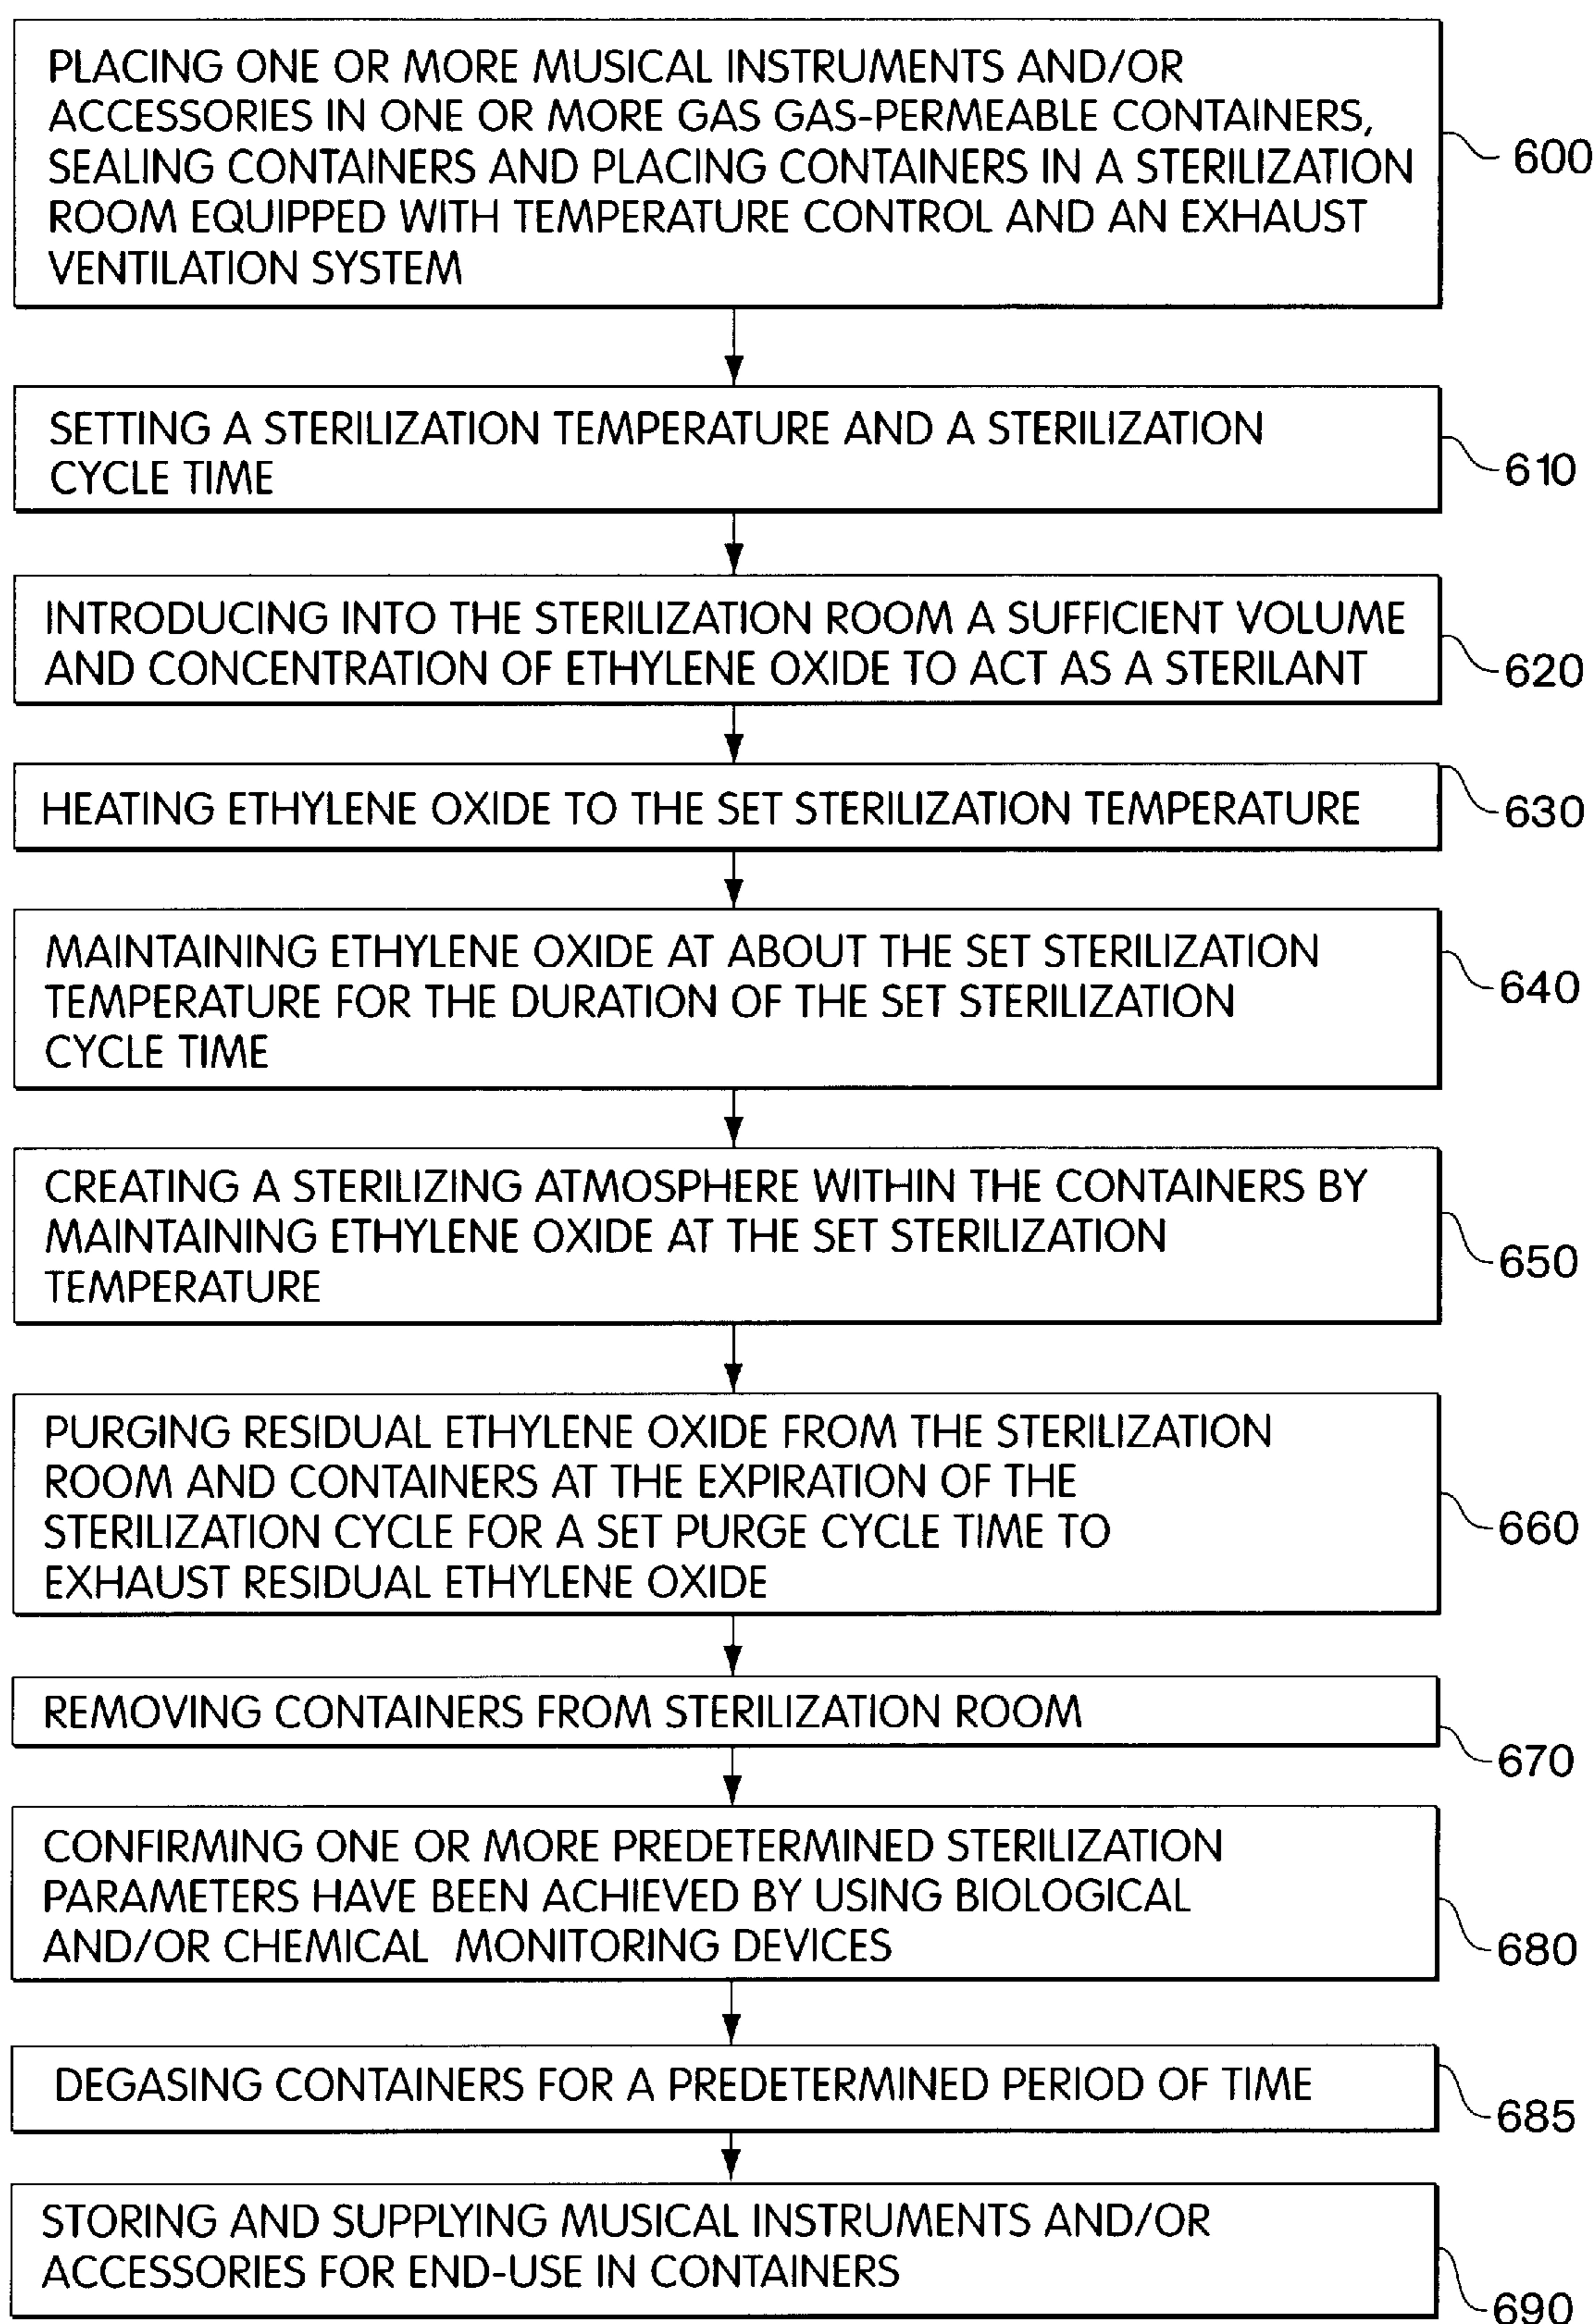 PLACING ONE OR MORE MUSICAL INSTRUMENTS AND/OR
ACCESSORIES IN ONE OR MORE GAS GAS-PERMEABLE CONTAINERS,
SEALING CONTAINERS AND PLACING CONTAINERS IN A STERILIZATION
ROOM EQUIPPED WITH TEMPERATURE CONTROL AND AN EXHAUST
VENTILATION SYSTEM
600
SETTING A STERILIZATION TEMPERATURE AND A STERILIZATION
CYCLE TIME
610
INTRODUCING INTO THE STERILIZATION ROOM A SUFFICIENT VOLUME
AND CONCENTRATION OF ETHYLENE OXIDE TO ACT AS A STERILANT
620
HEATING ETHYLENE OXIDE TO THE SET STERILIZATION TEMPERATURE
630
MAINTAINING ETHYLENE OXIDE AT ABOUT THE SET STERILIZATION
TEMPERATURE FOR THE DURATION OF THE SET STERILIZATION
CYCLE TIME
640
CREATING A STERILIZING ATMOSPHERE WITHIN THE CONTAINERS BY
MAINTAINING ETHYLENE OXIDE AT THE SET STERILIZATION
TEMPERATURE
650
PURGING RESIDUAL ETHYLENE OXIDE FROM THE STERILIZATION
ROOM AND CONTAINERS AT THE EXPIRATION OF THE
STERILIZATION CYCLE FOR A SET PURGE CYCLE TIME TO
EXHAUST RESIDUAL ETHYLENE OXIDE
660
REMOVING CONTAINERS FROM STERILIZATION ROOM
670
CONFIRMING ONE OR MORE PREDETERMINED STERILIZATION
PARAMETERS HAVE BEEN ACHIEVED BY USING BIOLOGICAL
AND/OR CHEMICAL MONITORING DEVICES
680
DEGASING CONTAINERS FOR A PREDETERMINED PERIOD OF TIME
685
STORING AND SUPPLYING MUSICAL INSTRUMENTS AND/OR
ACCESSORIES FOR END-USE IN CONTAINERS
690